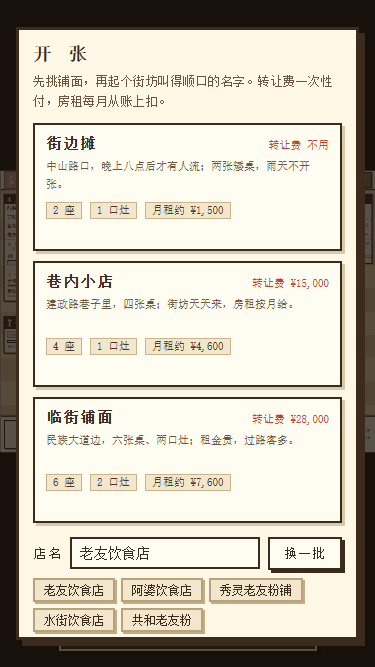 开 张
先挑铺面，再起个街坊叫得顺口的名字。转让费一次性
付，房租每月从账上扣。
街边摊 转让费 不用
中山路口，晚上八点后才有人流；两张矮桌，雨天不开
张。
2 座 1 口灶 月租约 ¥1,500
巷内小店 转让费 ¥15,000
建政路巷子里，四张桌；街坊天天来，房租按月给。
4 座 1 口灶 月租约 ¥4,600
临街铺面 转让费 ¥28,000
民族大道边，六张桌、两口灶；租金贵，过路客多。
6 座 2 口灶 月租约 ¥7,600
店名 老友饮食店 换一批
老友饮食店 阿婆饮食店 秀灵老友粉铺
水街饮食店 共和老友粉